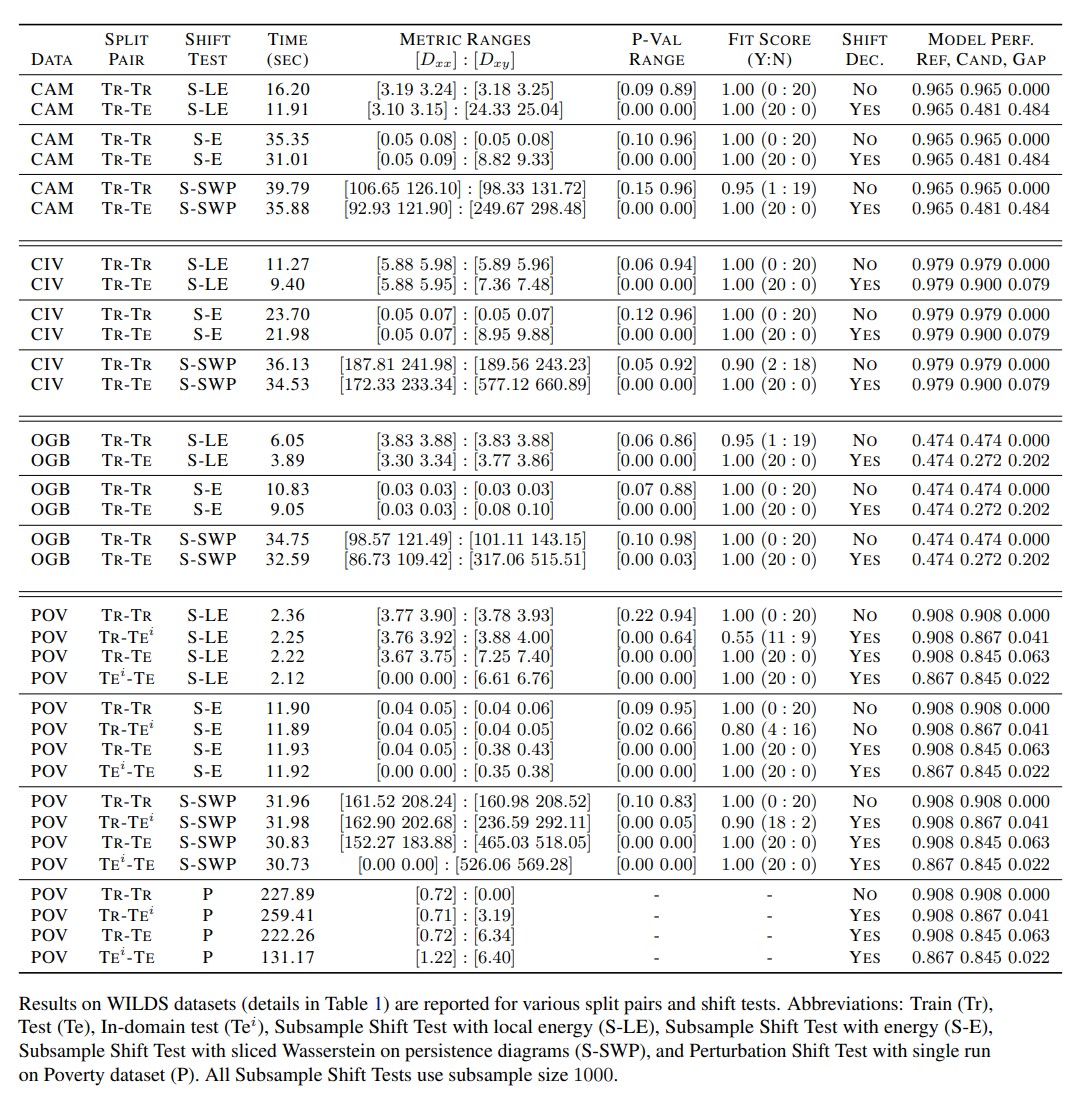 SPLIT SHIFT TIME METRIC RANGES P-VAL FIT SCORE SHIFT MODEL PERF.
DATA PAIR TEST (SEC) [Dxx] : [Dxy] RANGE (Y:N) DEC. REF, CAND, GAP
CAM TR-TR S-LE 16.20 [3.19 3.24] : [3.18 3.25] [0.09 0.89] 1.00 (0 : 20) NO 0.965 0.965 0.000
CAM TR-TE S-LE 11.91 [3.10 3.15] : [24.33 25.04] [0.00 0.00] 1.00 (20 : 0) YES 0.965 0.481 0.484
CAM TR-TR S-E 35.35 [0.05 0.08] : [0.05 0.08] [0.10 0.96] 1.00 (0 : 20) NO 0.965 0.965 0.000
CAM TR-TE S-E 31.01 [0.05 0.09] : [8.82 9.33] [0.00 0.00] 1.00 (20 : 0) YES 0.965 0.481 0.484
CAM TR-TR S-SWP 39.79 [106.65 126.10] : [98.33 131.72] [0.15 0.96] 0.95 (1 : 19) NO 0.965 0.965 0.000
CAM TR-TE S-SWP 35.88 [92.93 121.90] : [249.67 298.48] [0.00 0.00] 1.00 (20 : 0) YES 0.965 0.481 0.484
CIV TR-TR S-LE 11.27 [5.88 5.98] : [5.89 5.96] [0.06 0.94] 1.00 (0 : 20) NO 0.979 0.979 0.000
CIV TR-TE S-LE 9.40 [5.88 5.95] : [7.36 7.48] [0.00 0.00] 1.00 (20 : 0) YES 0.979 0.900 0.079
CIV TR-TR S-E 23.70 [0.05 0.07] : [0.05 0.07] [0.12 0.96] 1.00 (0 : 20) NO 0.979 0.979 0.000
CIV TR-TE S-E 21.98 [0.05 0.07] : [8.95 9.88] [0.00 0.00] 1.00 (20 : 0) YES 0.979 0.900 0.079
CIV TR-TR S-SWP 36.13 [187.81 241.98] : [189.56 243.23] [0.05 0.92] 0.90 (2 : 18) NO 0.979 0.979 0.000
CIV TR-TE S-SWP 34.53 [172.33 233.34] : [577.12 660.89] [0.00 0.00] 1.00 (20 : 0) YES 0.979 0.900 0.079
OGB TR-TR S-LE 6.05 [3.83 3.88] : [3.83 3.88] [0.06 0.86] 0.95 (1 : 19) NO 0.474 0.474 0.000
OGB TR-TE S-LE 3.89 [3.30 3.34] : [3.77 3.86] [0.00 0.00] 1.00 (20 : 0) YES 0.474 0.272 0.202
OGB TR-TR S-E 10.83 [0.03 0.03] : [0.03 0.03] [0.07 0.88] 1.00 (0 : 20) NO 0.474 0.474 0.000
OGB TR-TE S-E 9.05 [0.03 0.03] : [0.08 0.10] [0.00 0.00] 1.00 (20 : 0) YES 0.474 0.272 0.202
OGB TR-TR S-SWP 34.75 [98.57 121.49] : [101.11 143.15] [0.10 0.98] 1.00 (0 : 20) NO 0.474 0.474 0.000
OGB TR-TE S-SWP 32.59 [86.73 109.42] : [317.06 515.51] [0.00 0.03] 1.00 (20 : 0) YES 0.474 0.272 0.202
POV TR-TR S-LE 2.36 [3.77 3.90] : [3.78 3.93] [0.22 0.94] 1.00 (0 : 20) NO 0.908 0.908 0.000
POV TR-TEⁱ S-LE 2.25 [3.76 3.92] : [3.88 4.00] [0.00 0.64] 0.55 (11 : 9) YES 0.908 0.867 0.041
POV TR-TE S-LE 2.22 [3.67 3.75] : [7.25 7.40] [0.00 0.00] 1.00 (20 : 0) YES 0.908 0.845 0.063
POV TEⁱ-TE S-LE 2.12 [0.00 0.00] : [6.61 6.76] [0.00 0.00] 1.00 (20 : 0) YES 0.867 0.845 0.022
POV TR-TR S-E 11.90 [0.04 0.05] : [0.04 0.06] [0.09 0.95] 1.00 (0 : 20) NO 0.908 0.908 0.000
POV TR-TEⁱ S-E 11.89 [0.04 0.05] : [0.04 0.05] [0.02 0.66] 0.80 (4 : 16) NO 0.908 0.867 0.041
POV TR-TE S-E 11.93 [0.04 0.05] : [0.38 0.43] [0.00 0.00] 1.00 (20 : 0) YES 0.908 0.845 0.063
POV TEⁱ-TE S-E 11.92 [0.00 0.00] : [0.35 0.38] [0.00 0.00] 1.00 (20 : 0) YES 0.867 0.845 0.022
POV TR-TR S-SWP 31.96 [161.52 208.24] : [160.98 208.52] [0.10 0.83] 1.00 (0 : 20) NO 0.908 0.908 0.000
POV TR-TEⁱ S-SWP 31.98 [162.90 202.68] : [236.59 292.11] [0.00 0.05] 0.90 (18 : 2) YES 0.908 0.867 0.041
POV TR-TE S-SWP 30.83 [152.27 183.88] : [465.03 518.05] [0.00 0.00] 1.00 (20 : 0) YES 0.908 0.845 0.063
POV TEⁱ-TE S-SWP 30.73 [0.00 0.00] : [526.06 569.28] [0.00 0.00] 1.00 (20 : 0) YES 0.867 0.845 0.022
POV TR-TR P 227.89 [0.72] : [0.00] - - NO 0.908 0.908 0.000
POV TR-TEⁱ P 259.41 [0.71] : [3.19] - - YES 0.908 0.867 0.041
POV TR-TE P 222.26 [0.72] : [6.34] - - YES 0.908 0.845 0.063
POV TEⁱ-TE P 131.17 [1.22] : [6.40] - - YES 0.867 0.845 0.022
Results on WILDS datasets (details in Table 1) are reported for various split pairs and shift tests. Abbreviations: Train (Tr),
Test (Te), In-domain test (Teⁱ), Subsample Shift Test with local energy (S-LE), Subsample Shift Test with energy (S-E),
Subsample Shift Test with sliced Wasserstein on persistence diagrams (S-SWP), and Perturbation Shift Test with single run
on Poverty dataset (P). All Subsample Shift Tests use subsample size 1000.